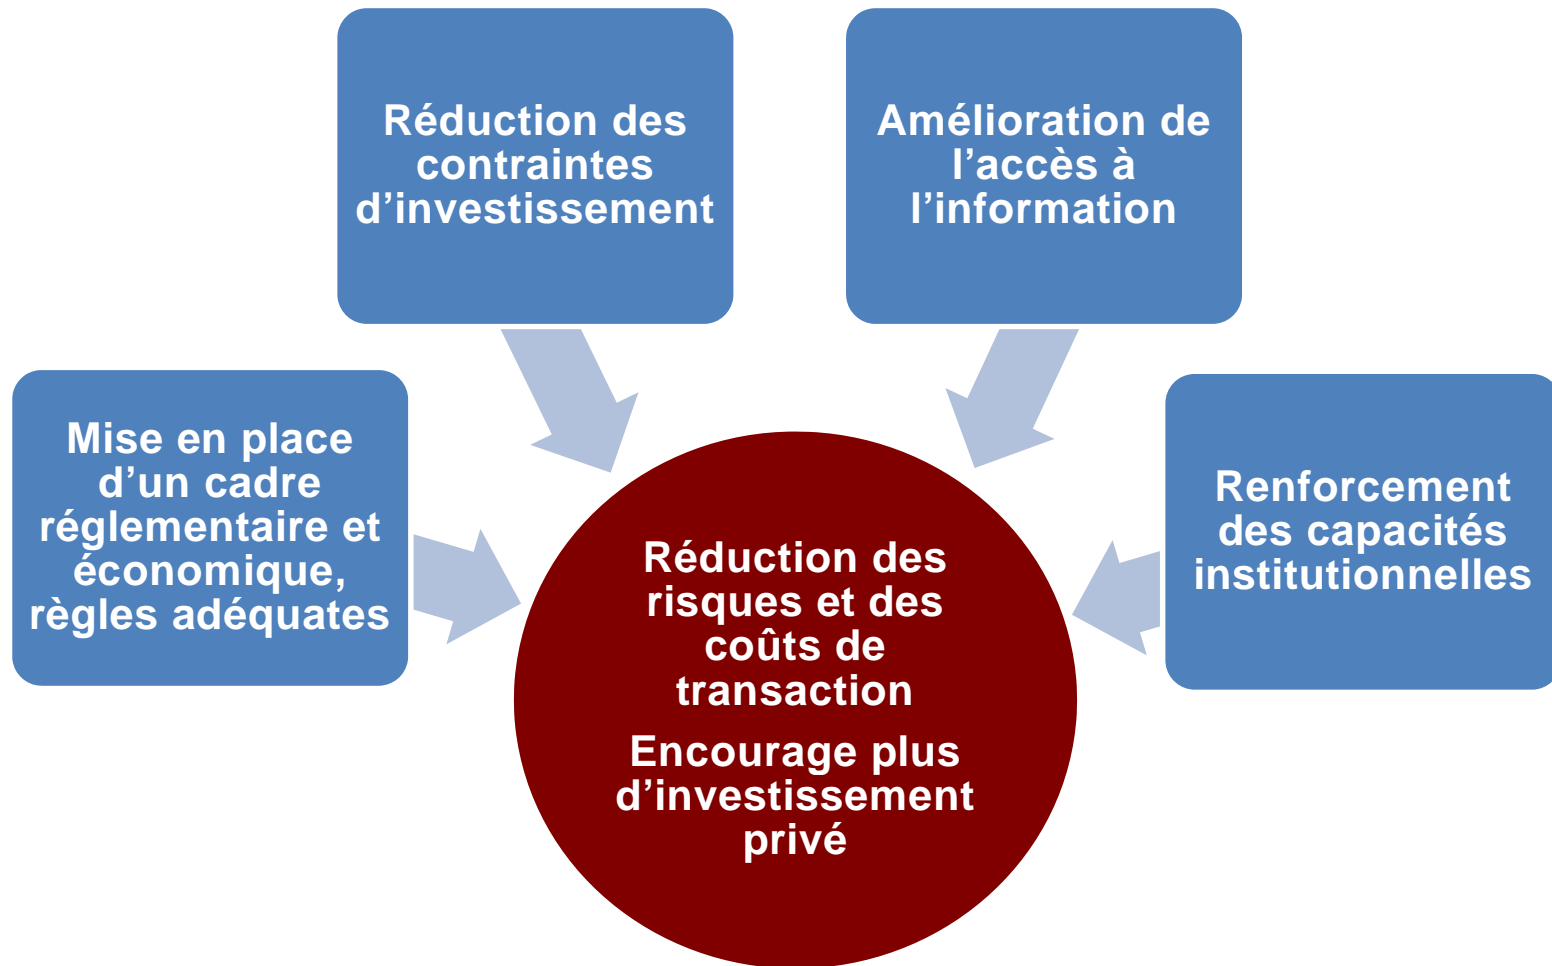 Réduction des
contraintes
d’investissement
Amélioration de
l’accès à
l’information
Mise en place
d’un cadre
réglementaire et
économique,
règles adéquates
Renforcement
des capacités
institutionnelles
Réduction des
risques et des
coûts de
transaction
Encourage plus
d’investissement
privé